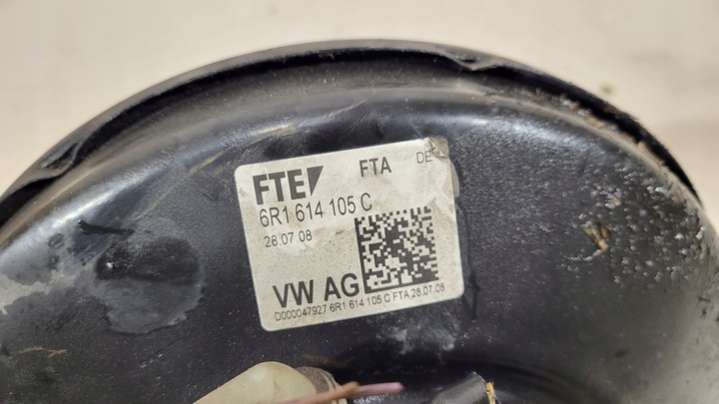 FTE FTA DE
6R1 614 105 C
28.07.08
VW AG
D000047927 6R1 614 105 C FTA 28.07.08